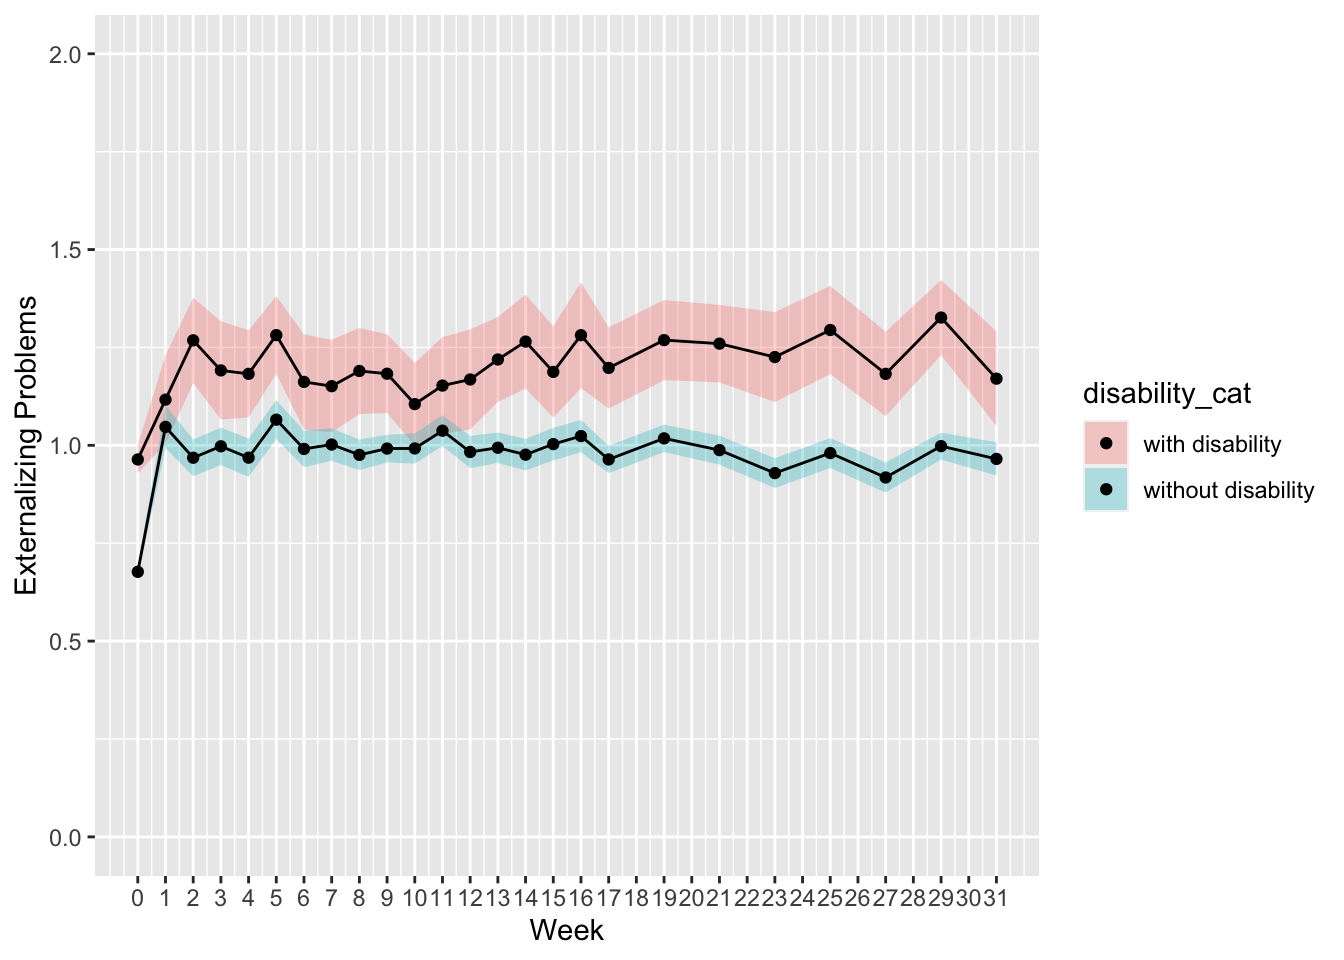 2.0
1.5
1.0
0.5
0.0
Externalizing Problems
0 1 2 3 4 5 6 7 8 9 10 11 12 13 14 15 16 17 18 19 20 21 22 23 24 25 26 27 28 29 30 31
Week
disability_cat
with disability
without disability